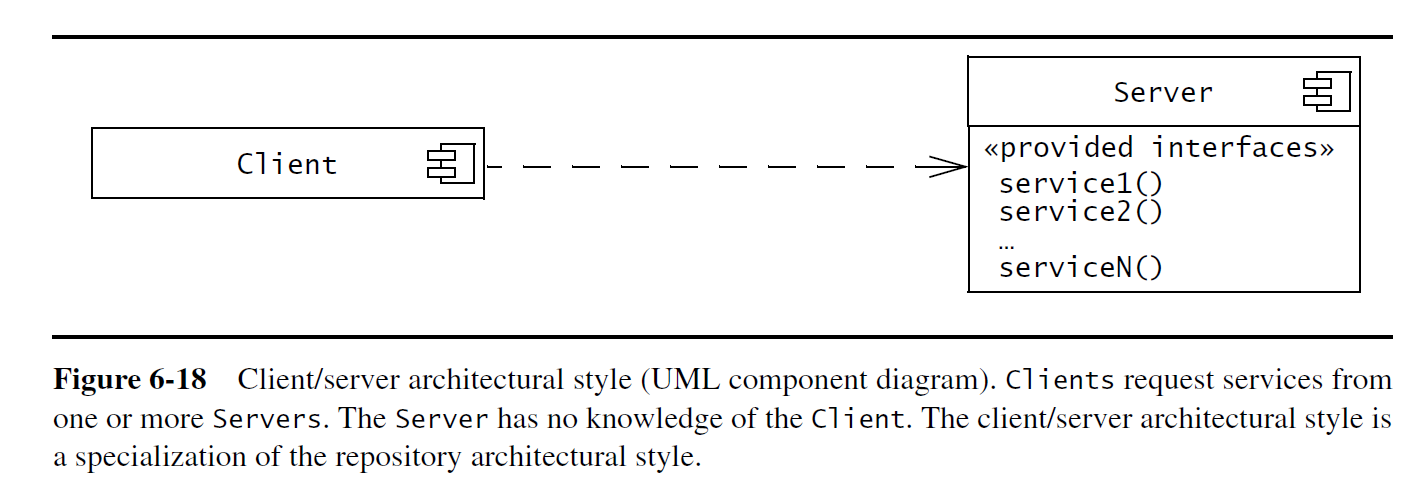 Client
Server
«provided interfaces»
service1()
service2()
…
serviceN()
Figure 6-18 Client/server architectural style (UML component diagram). Clients request services from
one or more Servers. The Server has no knowledge of the Client. The client/server architectural style is
a specialization of the repository architectural style.